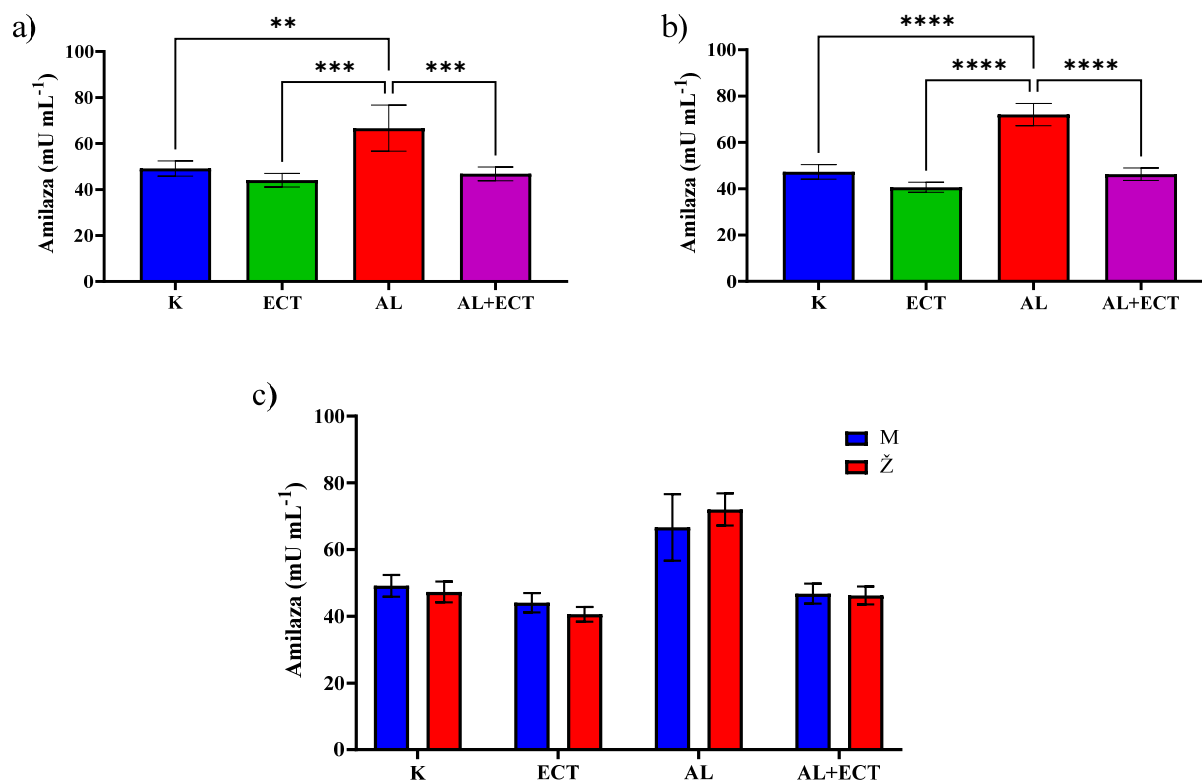 a)
**
***
***
100
80
60
40
20
0
Amilaza (mU mL⁻¹)
K
ECT
AL
AL+ECT
b)
****
****
****
100
80
60
40
20
0
Amilaza (mU mL⁻¹)
K
ECT
AL
AL+ECT
c)
100
80
60
40
20
0
Amilaza (mU mL⁻¹)
M
Ž
K
ECT
AL
AL+ECT